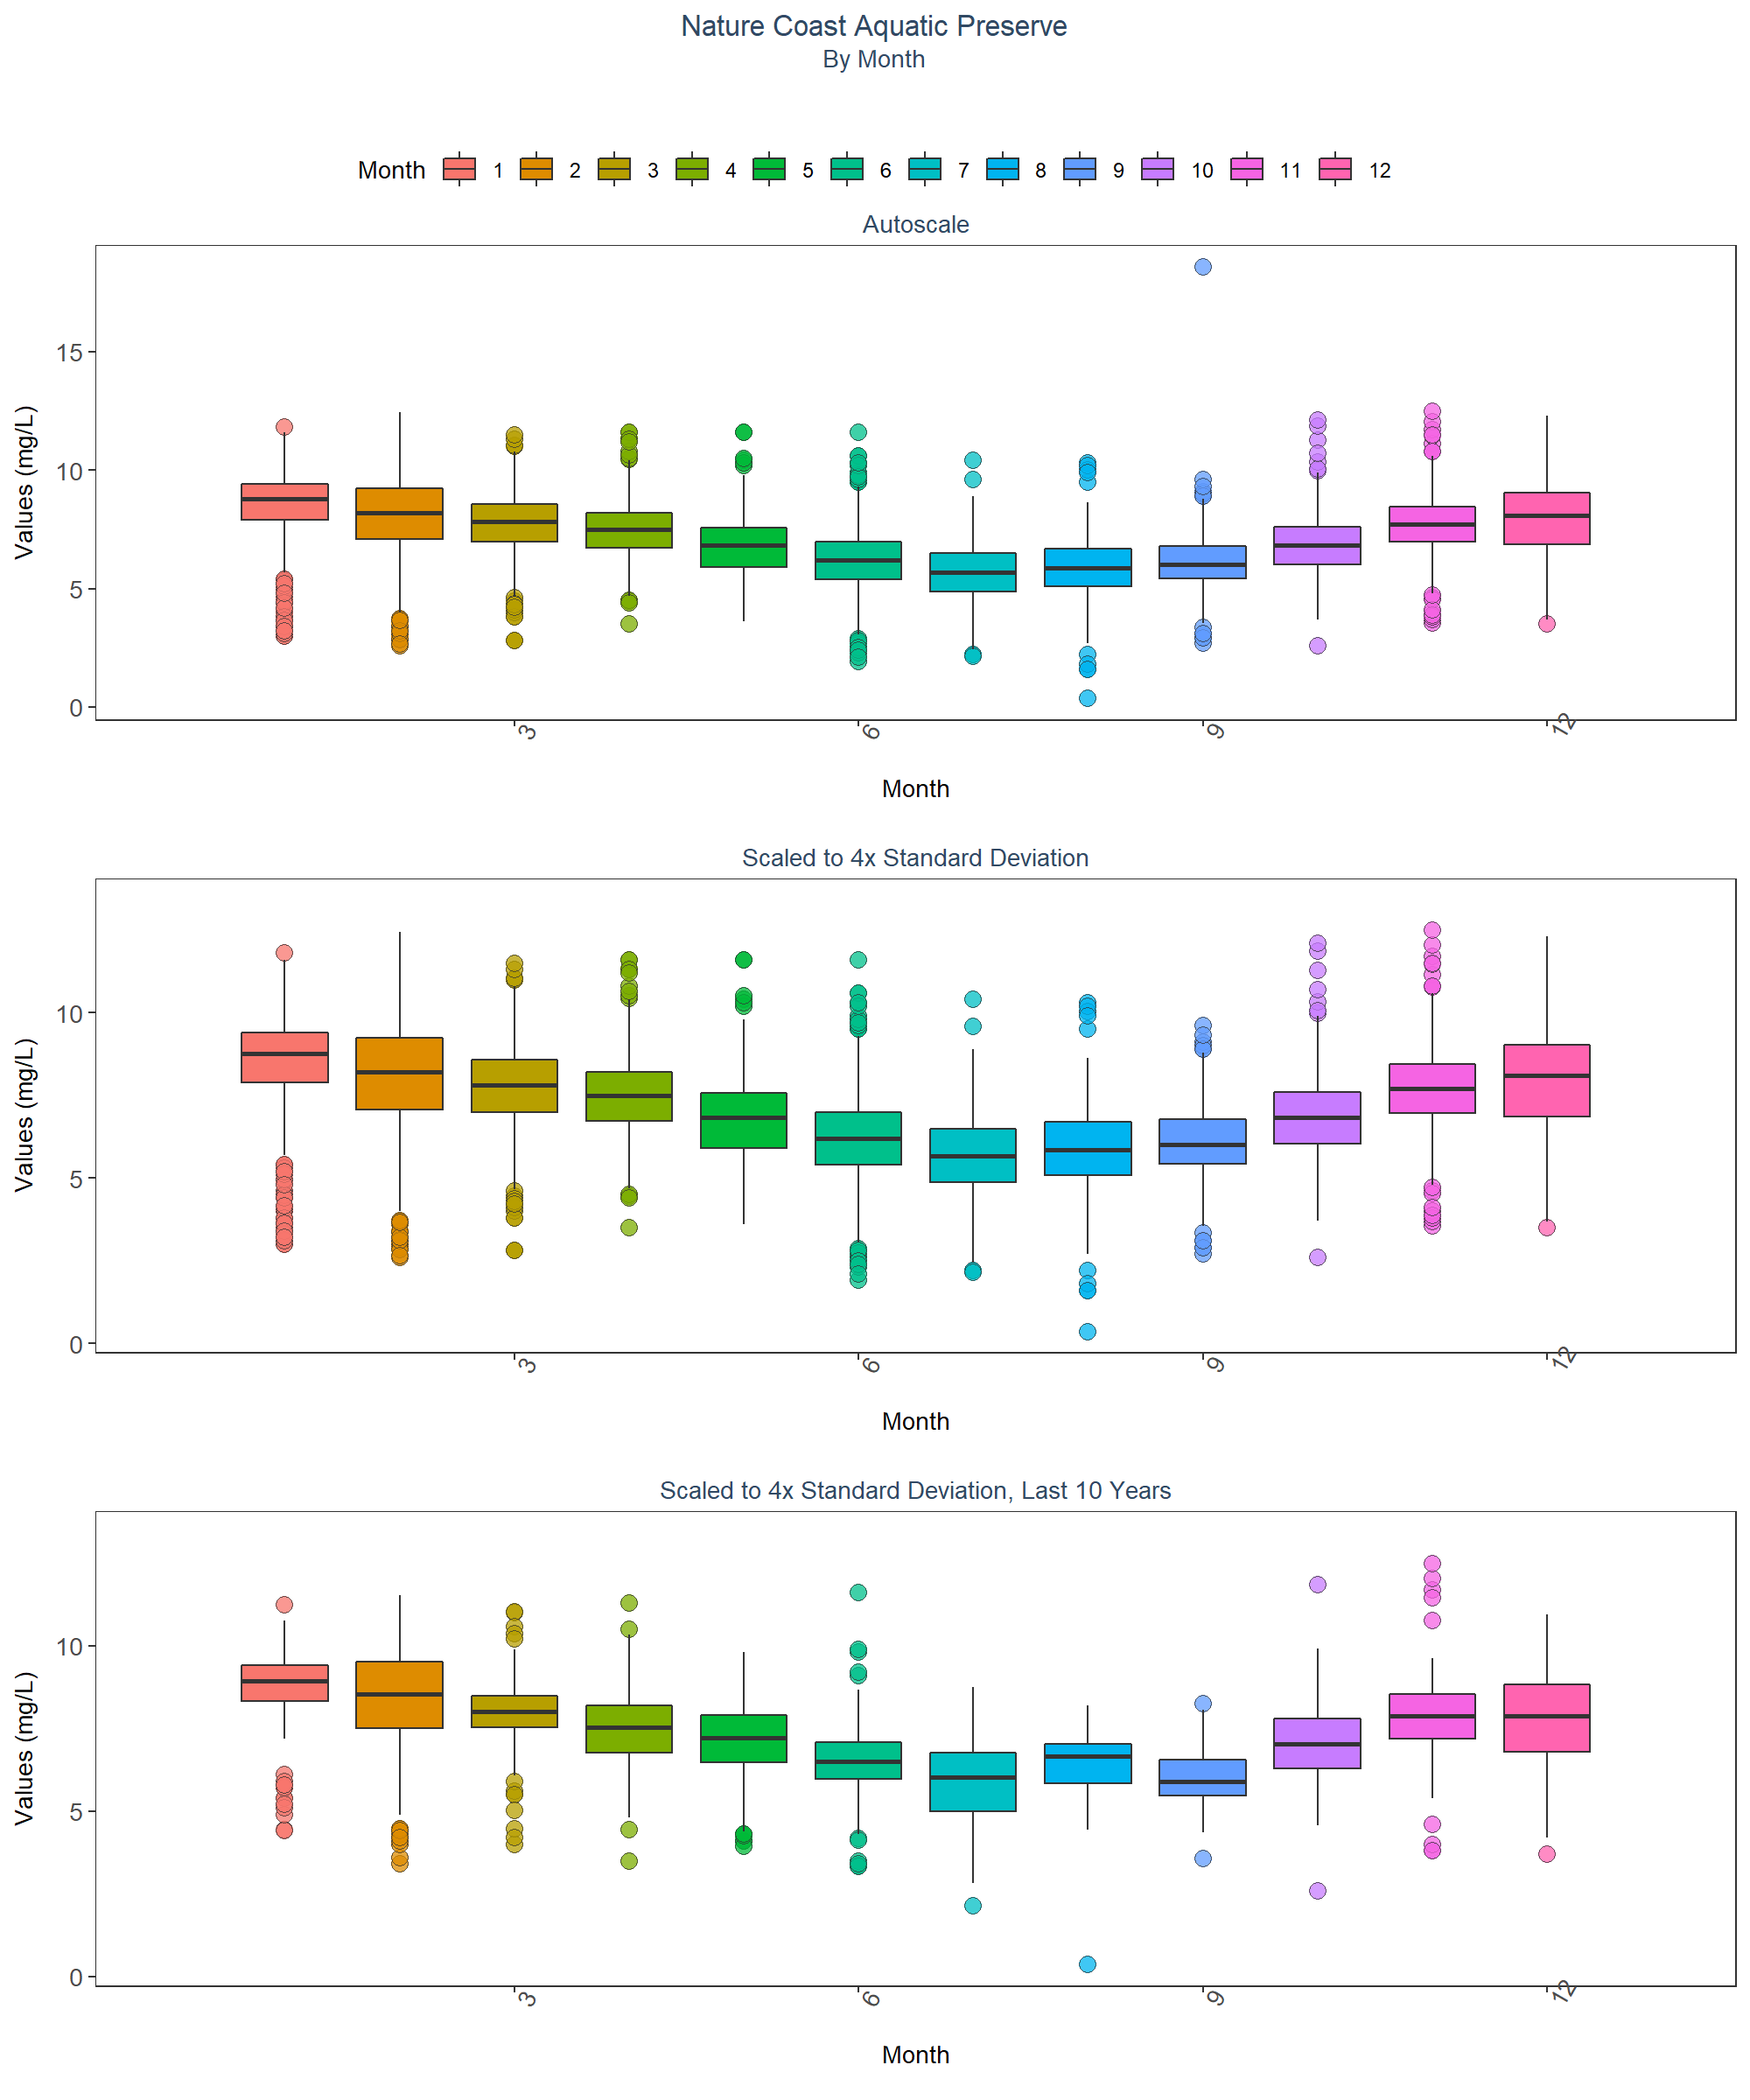 Nature Coast Aquatic Preserve
By Month
Month 1 2 3 4 5 6 7 8 9 10 11 12
Autoscale
Values (mg/L)
15
10
5
0
3 6 9 12
Month
Scaled to 4x Standard Deviation
Values (mg/L)
10
5
0
3 6 9 12
Month
Scaled to 4x Standard Deviation, Last 10 Years
Values (mg/L)
10
5
0
3 6 9 12
Month